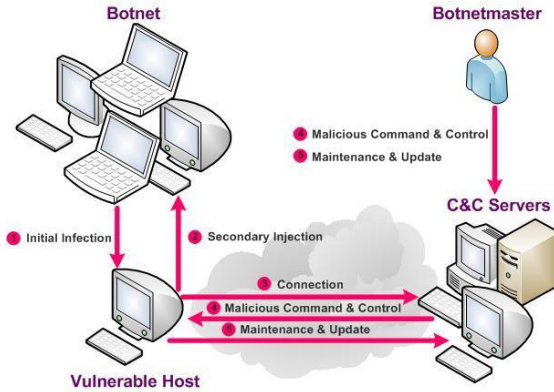 Botnet
Botnetmaster
4 Malicious Command & Control
5 Maintenance & Update
C&C Servers
1 Initial Infection
2 Secondary Injection
3 Connection
4 Malicious Command & Control
5 Maintenance & Update
Vulnerable Host